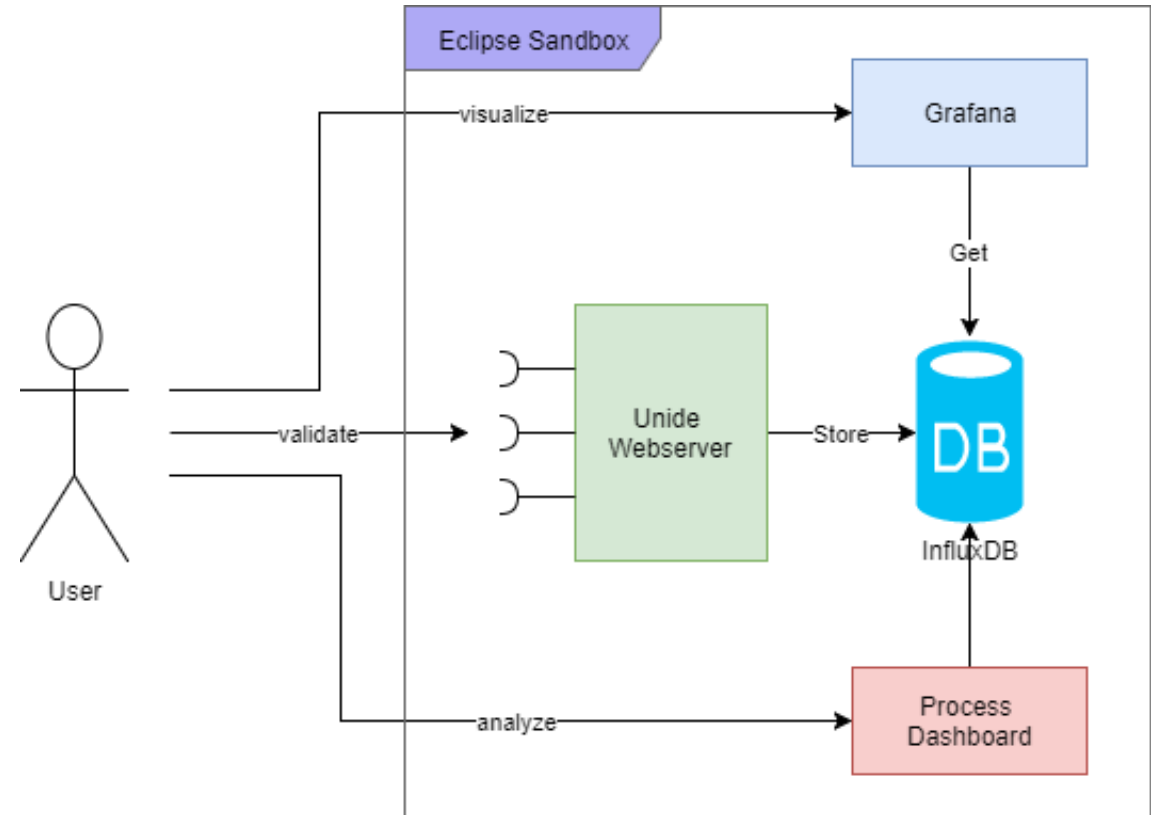 Eclipse Sandbox
visualize
Grafana
Get
validate
Unide
Webserver
Store
DB
InfluxDB
User
analyze
Process
Dashboard